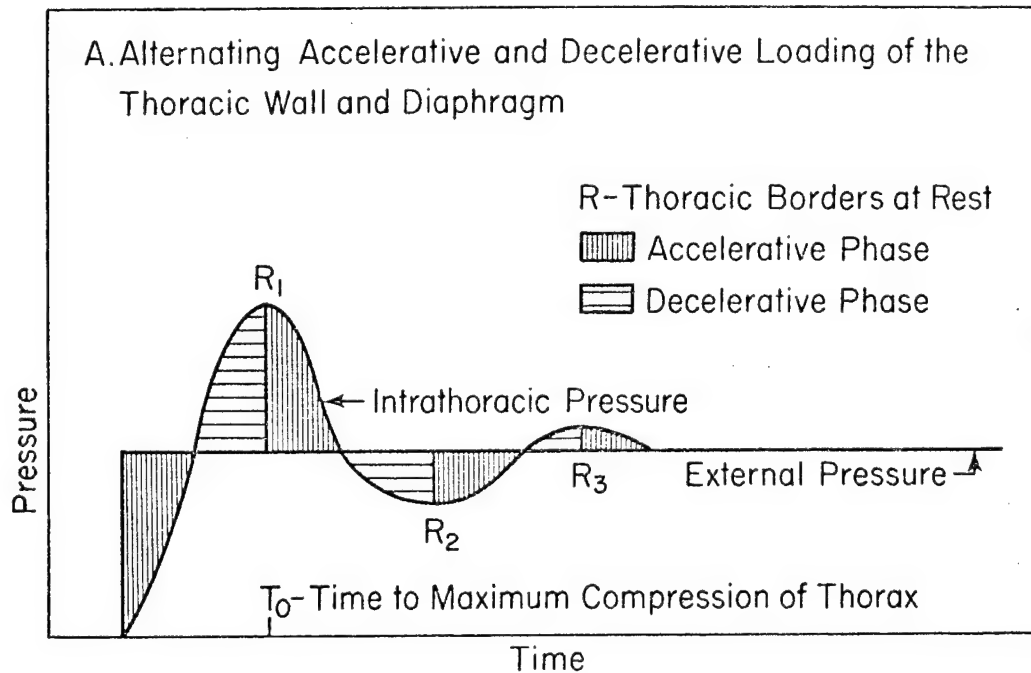 A. Alternating Accelerative and Decelerative Loading of the
Thoracic Wall and Diaphragm
R-Thoracic Borders at Rest
Accelerative Phase
Decelerative Phase
R1
Intrathoracic Pressure
Pressure
External Pressure
R3
R2
T0-Time to Maximum Compression of Thorax
Time